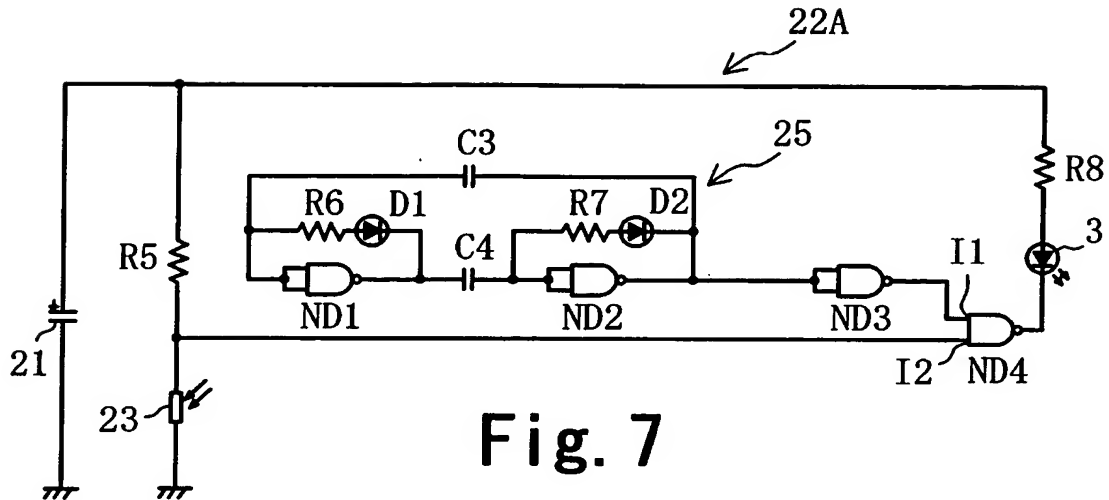 22A
C3
25
R8
R6
D1
R7
D2
R5
C4
3
I1
ND1
ND2
ND3
21
I2
ND4
23
Fig. 7